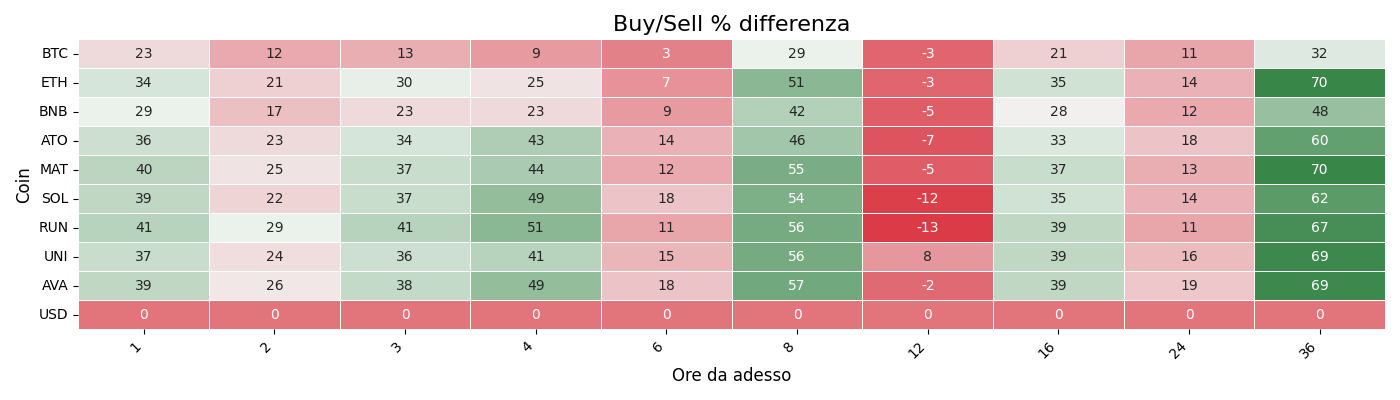 Buy/Sell % differenza
Coin
BTC 23 12 13 9 3 29 -3 21 11 32
ETH 34 21 30 25 7 51 -3 35 14 70
BNB 29 17 23 23 9 42 -5 28 12 48
ATO 36 23 34 43 14 46 -7 33 18 60
MAT 40 25 37 44 12 55 -5 37 13 70
SOL 39 22 37 49 18 54 -12 35 14 62
RUN 41 29 41 51 11 56 -13 39 11 67
UNI 37 24 36 41 15 56 8 39 16 69
AVA 39 26 38 49 18 57 -2 39 19 69
USD 0 0 0 0 0 0 0 0 0 0
1 2 3 4 6 8 12 16 24 36
Ore da adesso